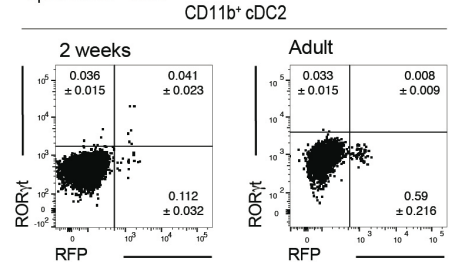 CD11b⁺ cDC2
2 weeks
Adult
0.036 ± 0.015
0.041 ± 0.023
0.112 ± 0.032
10⁵
10⁴
10³
10²
0
-10²
0
10³
10⁴
10⁵
RORγt
RFP
0.033 ± 0.015
0.008 ± 0.009
0.59 ± 0.216
10⁵
10⁴
10³
10²
0
0
10³
10⁴
10⁵
RORγt
RFP